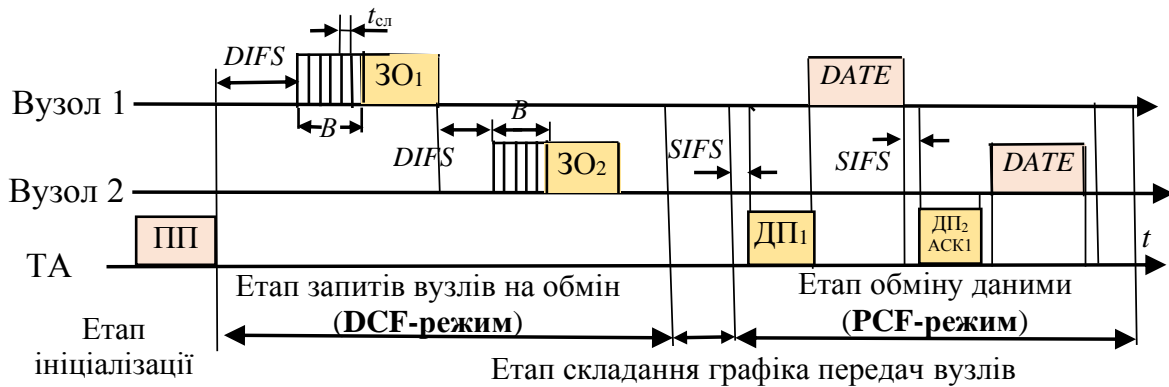 tсл
DIFS
ЗО1
DATE
Вузол 1
B
B
DIFS
SIFS
SIFS
ЗО2
DATE
Вузол 2
ПП
ДП1
ДП2
АСК1
t
ТА
Етап запитів вузлів на обмін
(DCF-режим)
Етап обміну даними
(PCF-режим)
Етап
ініціалізації
Етап складання графіка передач вузлів